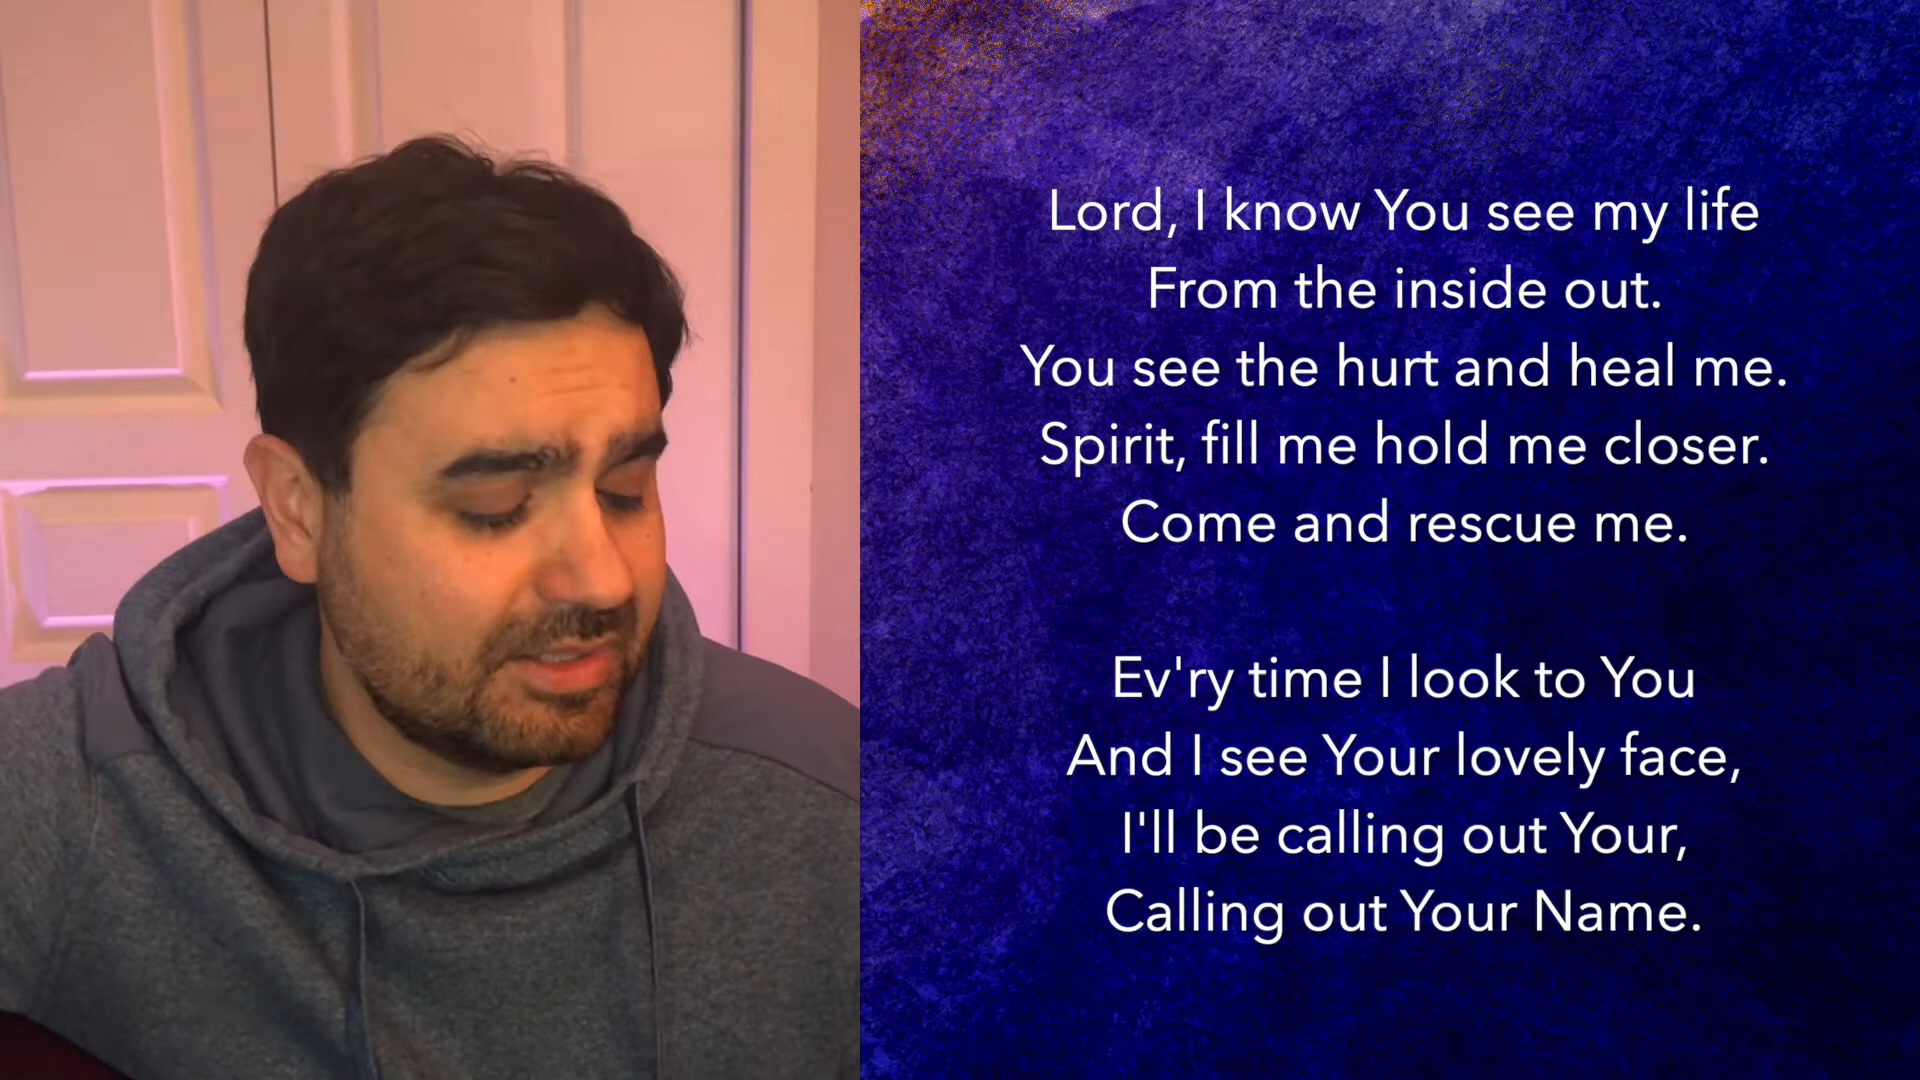 Lord, I know You see my life
From the inside out.
You see the hurt and heal me.
Spirit, fill me hold me closer.
Come and rescue me.
Ev'ry time I look to You
And I see Your lovely face,
I'll be calling out Your,
Calling out Your Name.